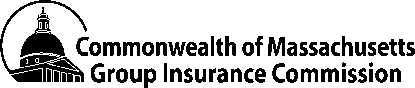 Commonwealth of Massachusetts
Group Insurance Commission